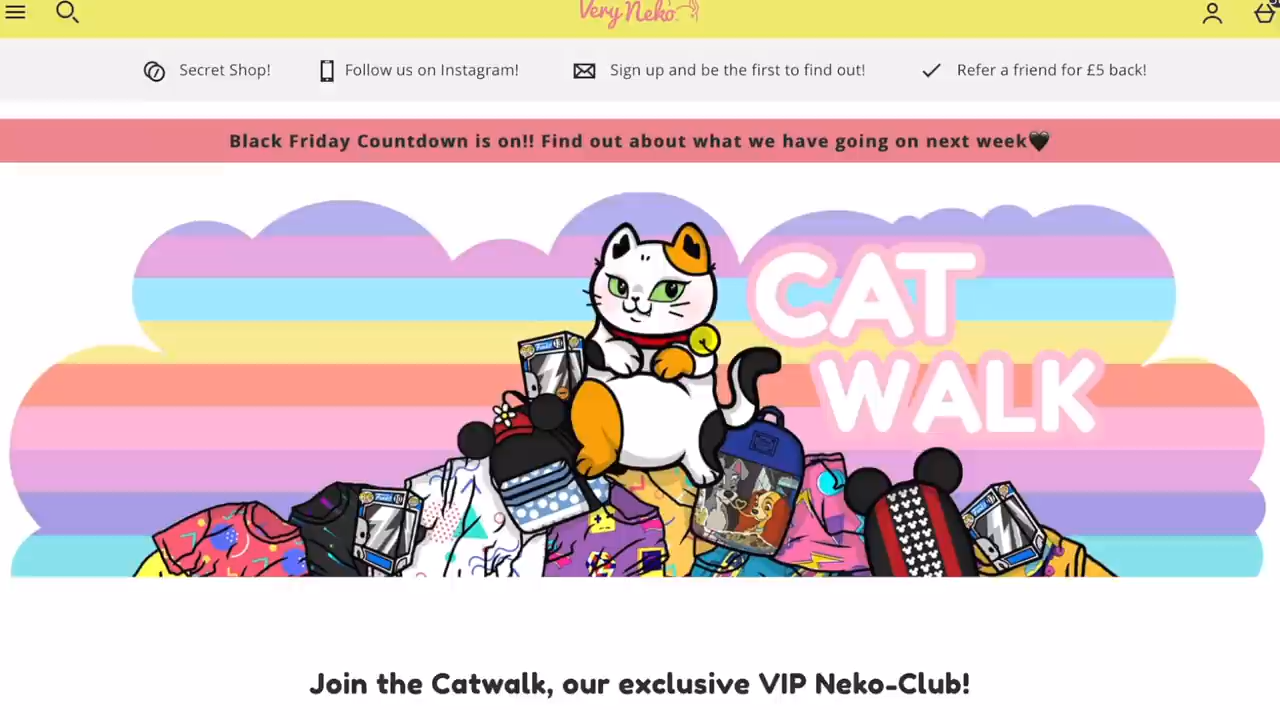 Very Neko
Secret Shop!
Follow us on Instagram!
Sign up and be the first to find out!
Refer a friend for £5 back!
Black Friday Countdown is on!! Find out about what we have going on next week🖤
CAT
WALK
Join the Catwalk, our exclusive VIP Neko-Club!